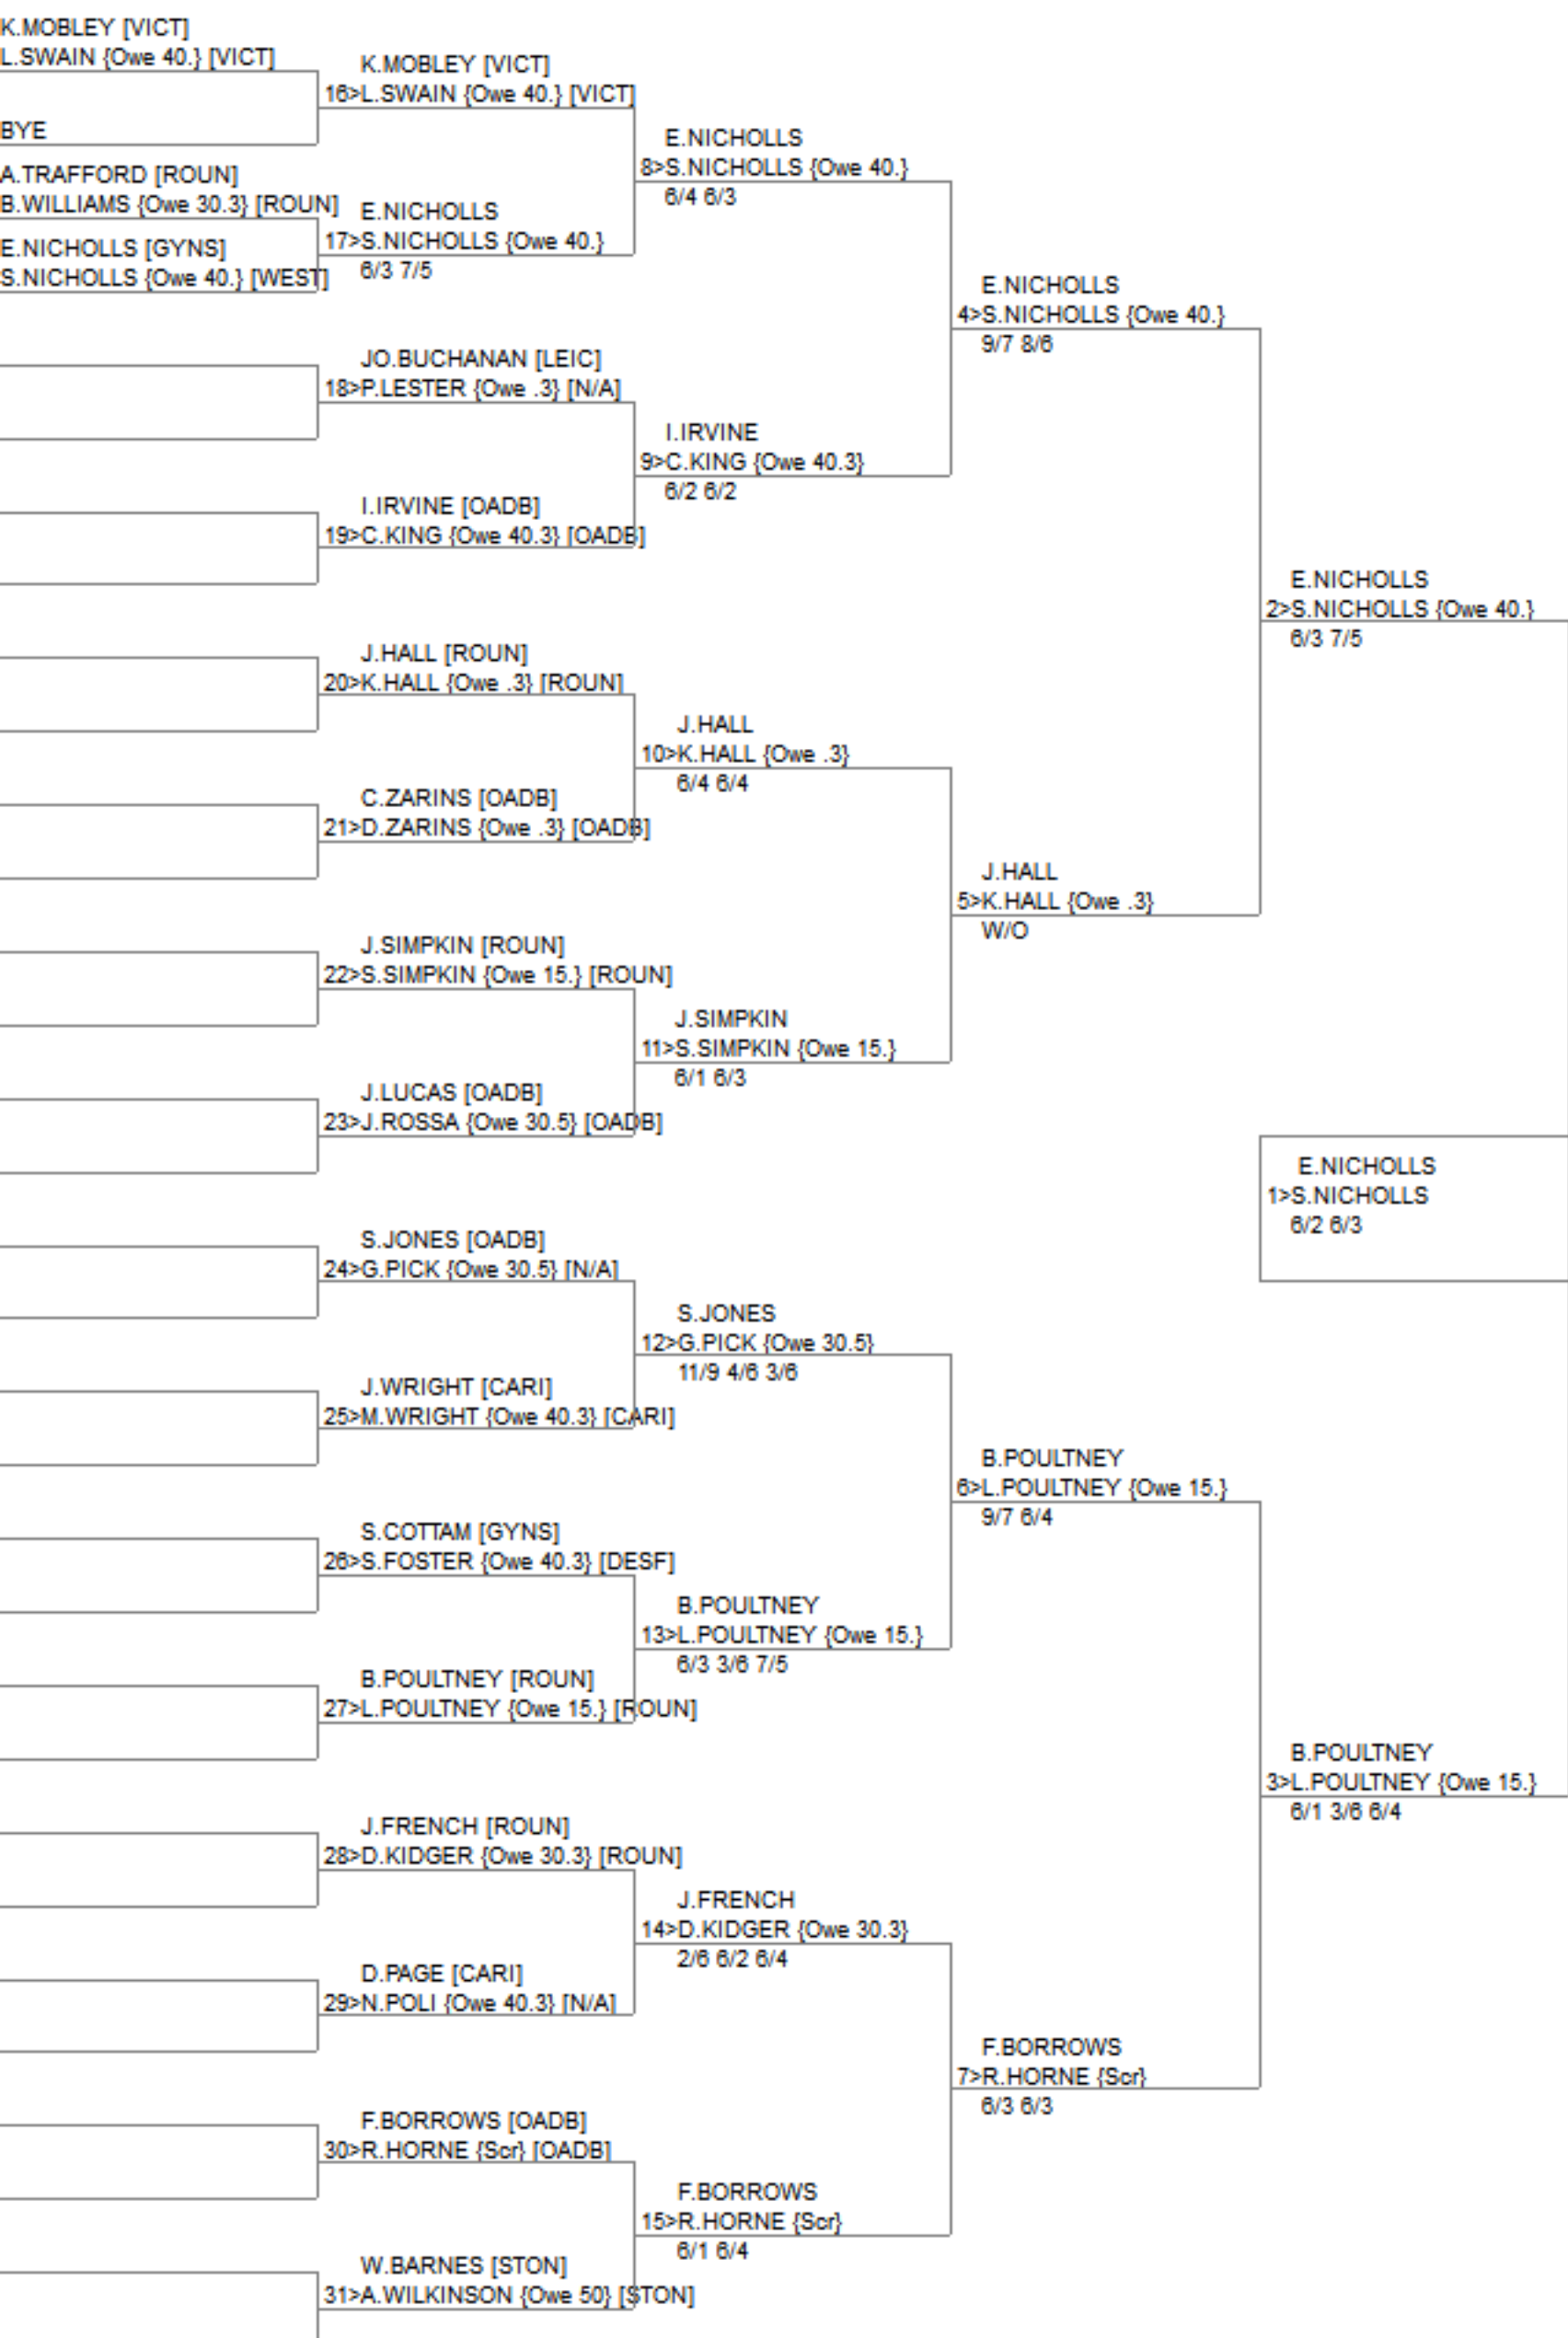 K.MOBLEY [VICT]
L.SWAIN {Owe 40.} [VICT]
BYE
A.TRAFFORD [ROUN]
B.WILLIAMS {Owe 30.3} [ROUN]
E.NICHOLLS [GYNS]
S.NICHOLLS {Owe 40.} [WEST]
K.MOBLEY [VICT]
16>L.SWAIN {Owe 40.} [VICT]
E.NICHOLLS
17>S.NICHOLLS {Owe 40.}
6/3 7/5
JO.BUCHANAN [LEIC]
18>P.LESTER {Owe .3} [N/A]
I.IRVINE [OADB]
19>C.KING {Owe 40.3} [OADB]
J.HALL [ROUN]
20>K.HALL {Owe .3} [ROUN]
C.ZARINS [OADB]
21>D.ZARINS {Owe .3} [OADB]
J.SIMPKIN [ROUN]
22>S.SIMPKIN {Owe 15.} [ROUN]
J.LUCAS [OADB]
23>J.ROSSA {Owe 30.5} [OADB]
S.JONES [OADB]
24>G.PICK {Owe 30.5} [N/A]
J.WRIGHT [CARI]
25>M.WRIGHT {Owe 40.3} [CARI]
S.COTTAM [GYNS]
26>S.FOSTER {Owe 40.3} [DESF]
B.POULTNEY [ROUN]
27>L.POULTNEY {Owe 15.} [ROUN]
J.FRENCH [ROUN]
28>D.KIDGER {Owe 30.3} [ROUN]
D.PAGE [CARI]
29>N.POLI {Owe 40.3} [N/A]
F.BORROWS [OADB]
30>R.HORNE {Scr} [OADB]
W.BARNES [STON]
31>A.WILKINSON {Owe 50} [STON]
E.NICHOLLS
8>S.NICHOLLS {Owe 40.}
6/4 6/3
I.IRVINE
9>C.KING {Owe 40.3}
6/2 6/2
J.HALL
10>K.HALL {Owe .3}
6/4 6/4
J.SIMPKIN
11>S.SIMPKIN {Owe 15.}
6/1 6/3
S.JONES
12>G.PICK {Owe 30.5}
11/9 4/6 3/6
B.POULTNEY
13>L.POULTNEY {Owe 15.}
6/3 3/6 7/5
J.FRENCH
14>D.KIDGER {Owe 30.3}
2/6 6/2 6/4
F.BORROWS
15>R.HORNE {Scr}
6/1 6/4
E.NICHOLLS
4>S.NICHOLLS {Owe 40.}
9/7 8/6
J.HALL
5>K.HALL {Owe .3}
W/O
B.POULTNEY
6>L.POULTNEY {Owe 15.}
9/7 6/4
F.BORROWS
7>R.HORNE {Scr}
6/3 6/3
E.NICHOLLS
2>S.NICHOLLS {Owe 40.}
6/3 7/5
E.NICHOLLS
1>S.NICHOLLS
6/2 6/3
B.POULTNEY
3>L.POULTNEY {Owe 15.}
6/1 3/6 6/4